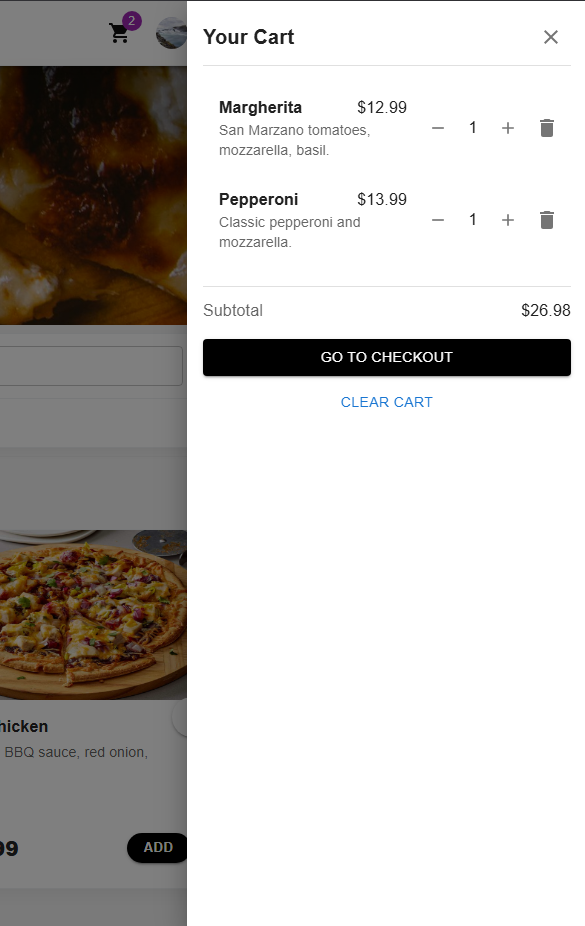 2
Your Cart
Margherita $12.99
San Marzano tomatoes,
mozzarella, basil.
1
Pepperoni $13.99
Classic pepperoni and
mozzarella.
1
Subtotal $26.98
GO TO CHECKOUT
CLEAR CART
hicken
BBQ sauce, red onion,
99
ADD